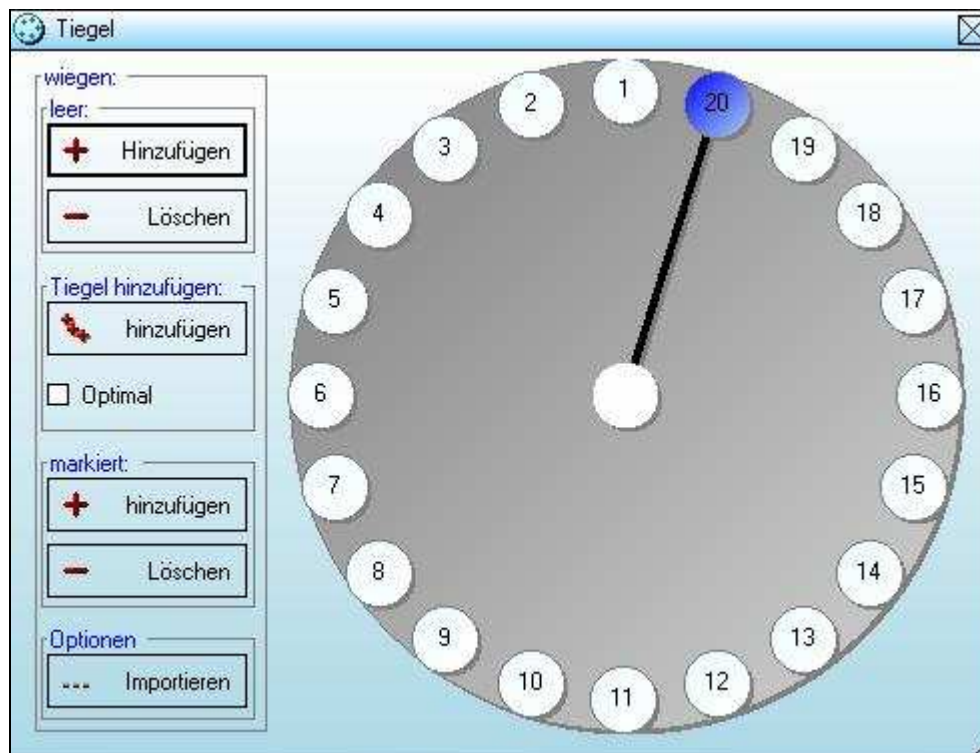 Tiegel
wiegen:
leer:
Hinzufügen
Löschen
Tiegel hinzufügen:
hinzufügen
Optimal
markiert:
hinzufügen
Löschen
Optionen
Importieren
1
2
3
4
5
6
7
8
9
10
11
12
13
14
15
16
17
18
19
20